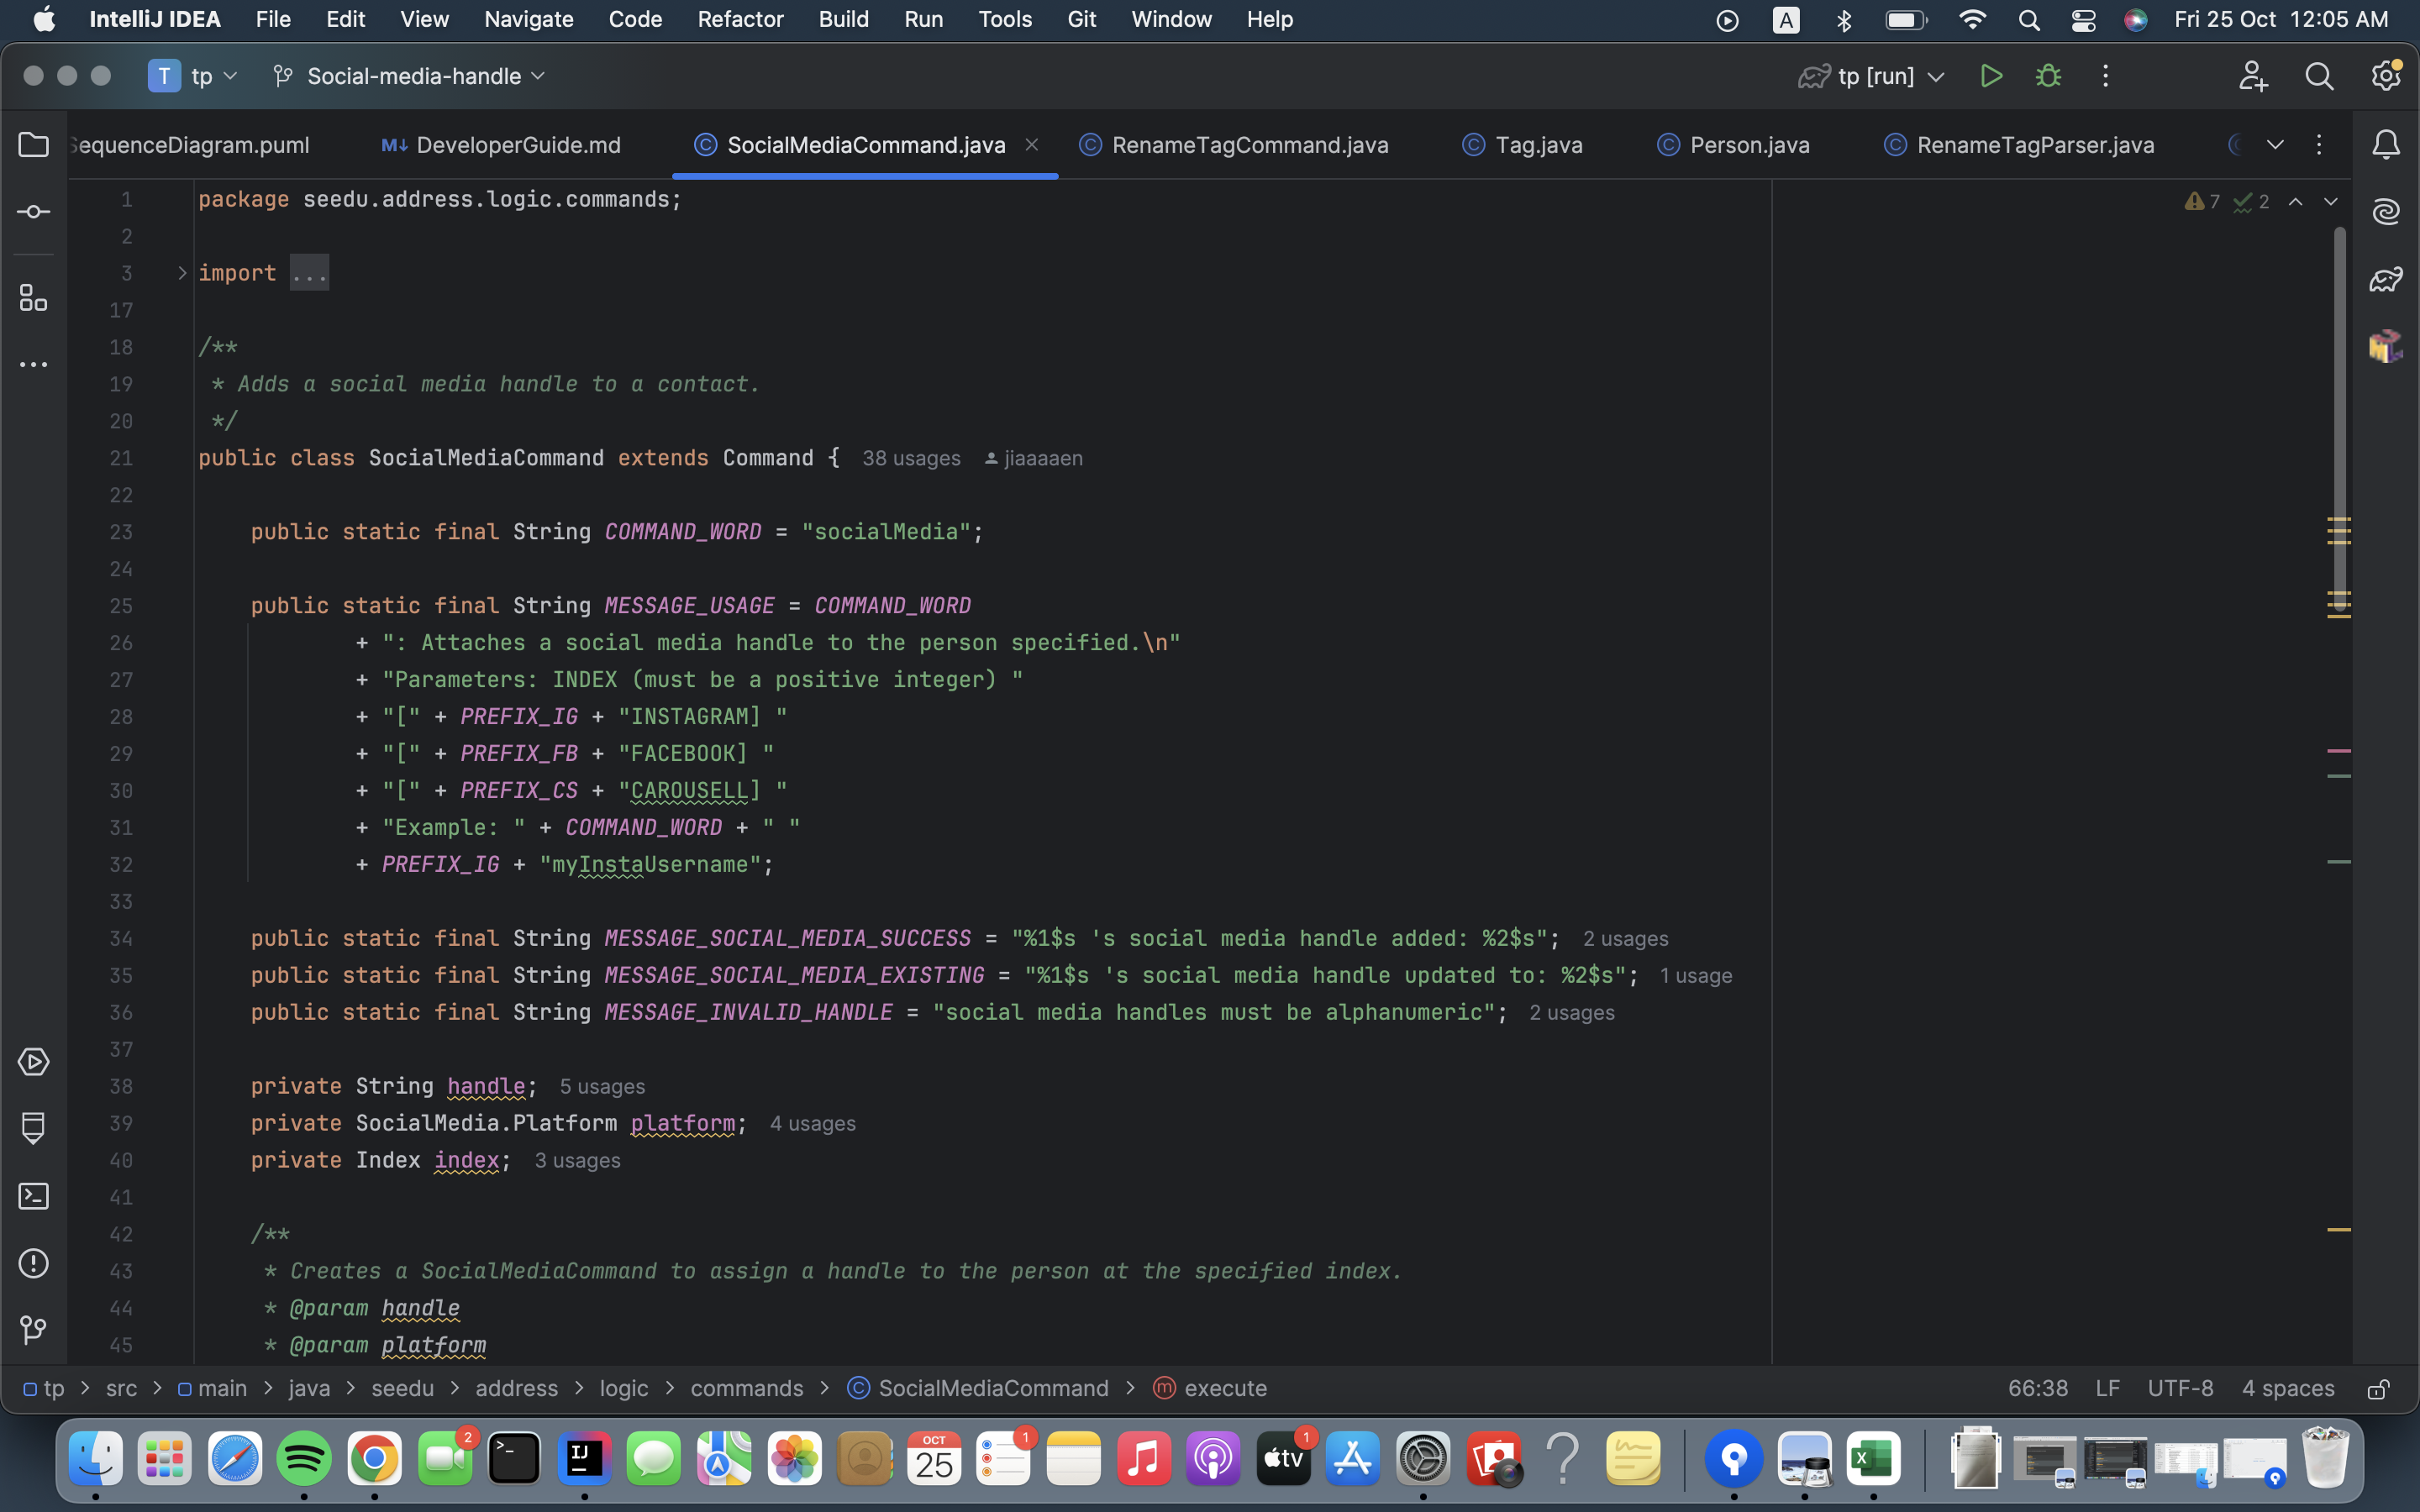 IntelliJ IDEA File Edit View Navigate Code Refactor Build Run Tools Git Window Help A Fri 25 Oct 12:05 AM
T tp Social-media-handle tp [run]
SequenceDiagram.puml M↓ DeveloperGuide.md C SocialMediaCommand.java C RenameTagCommand.java C Tag.java C Person.java C RenameTagParser.java
1 package seedu.address.logic.commands; 7 2
2
3 import ...
17
18 /**
19 * Adds a social media handle to a contact.
20 */
21 public class SocialMediaCommand extends Command { 38 usages jiaaaaen
22
23 public static final String COMMAND_WORD = "socialMedia";
24
25 public static final String MESSAGE_USAGE = COMMAND_WORD
26 + ": Attaches a social media handle to the person specified.\n"
27 + "Parameters: INDEX (must be a positive integer) "
28 + "[" + PREFIX_IG + "INSTAGRAM] "
29 + "[" + PREFIX_FB + "FACEBOOK] "
30 + "[" + PREFIX_CS + "CAROUSELL] "
31 + "Example: " + COMMAND_WORD + " "
32 + PREFIX_IG + "myInstaUsername";
33
34 public static final String MESSAGE_SOCIAL_MEDIA_SUCCESS = "%1$s 's social media handle added: %2$s"; 2 usages
35 public static final String MESSAGE_SOCIAL_MEDIA_EXISTING = "%1$s 's social media handle updated to: %2$s"; 1 usage
36 public static final String MESSAGE_INVALID_HANDLE = "social media handles must be alphanumeric"; 2 usages
37
38 private String handle; 5 usages
39 private SocialMedia.Platform platform; 4 usages
40 private Index index; 3 usages
41
42 /**
43 * Creates a SocialMediaCommand to assign a handle to the person at the specified index.
44 * @param handle
45 * @param platform
tp > src > main > java > seedu > address > logic > commands > C SocialMediaCommand > m execute 66:38 LF UTF-8 4 spaces
2 >_ IJ OCT 25 1 tv 1 X